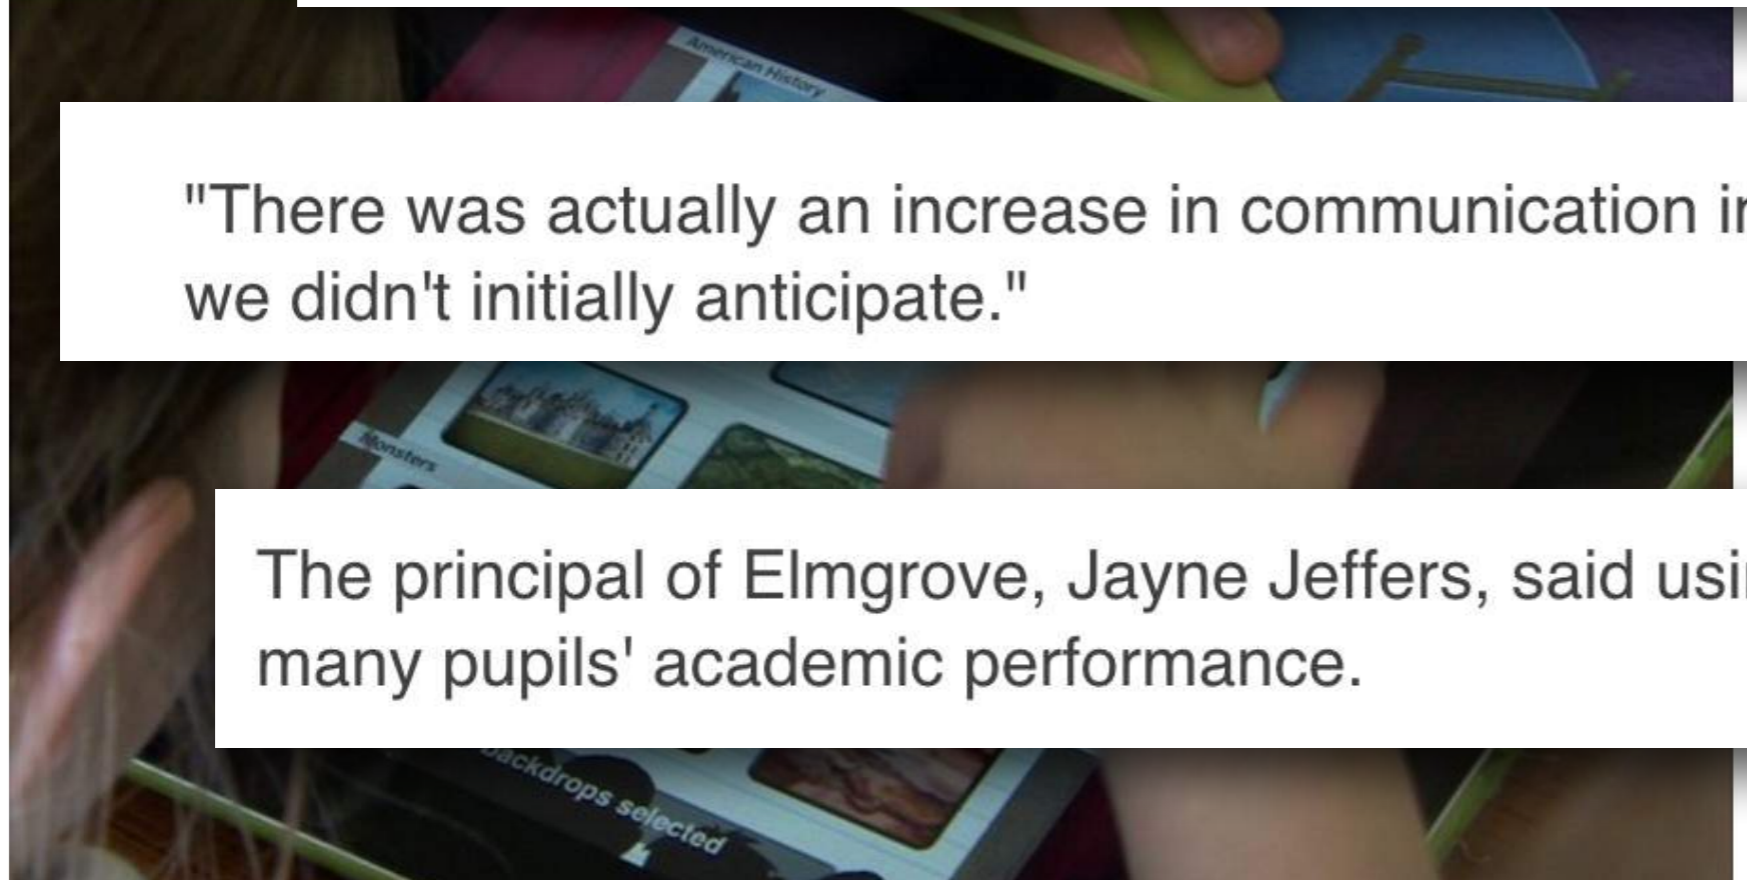 American History
"There was actually an increase in communication
we didn't initially anticipate."
Monsters
The principal of Elmgrove, Jayne Jeffers, said
many pupils' academic performance.
backdrops selected